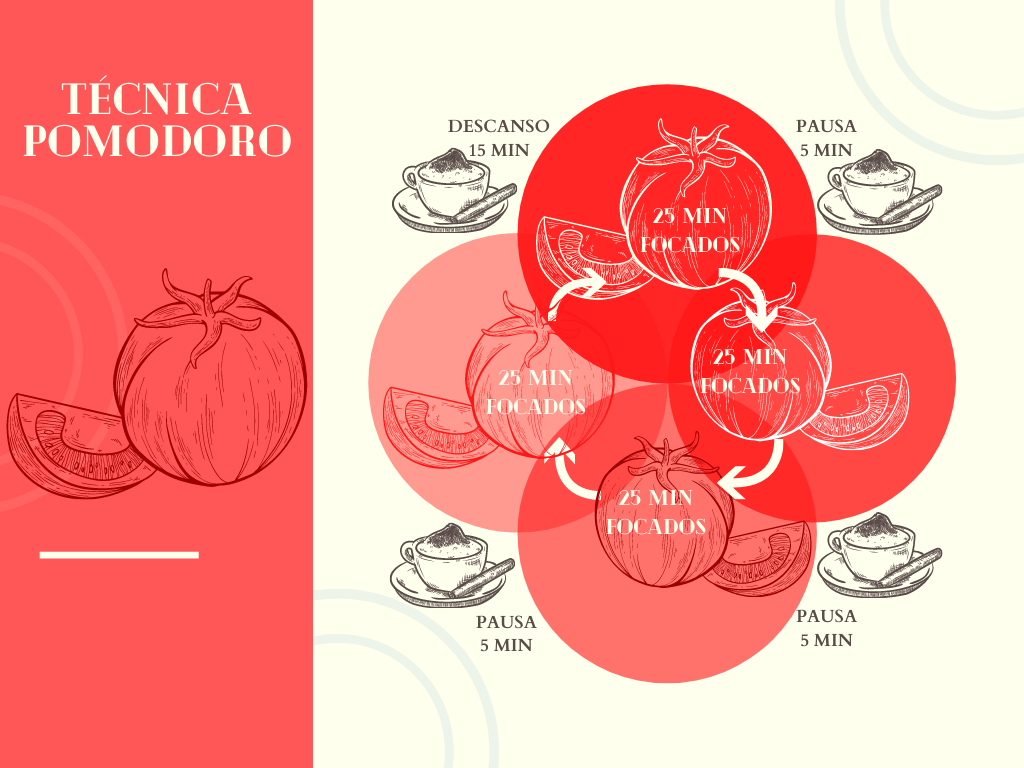 TÉCNICA
POMODORO
DESCANSO
15 MIN
PAUSA
5 MIN
25 MIN
FOCADOS
25 MIN
FOCADOS
25 MIN
FOCADOS
25 MIN
FOCADOS
PAUSA
5 MIN
PAUSA
5 MIN